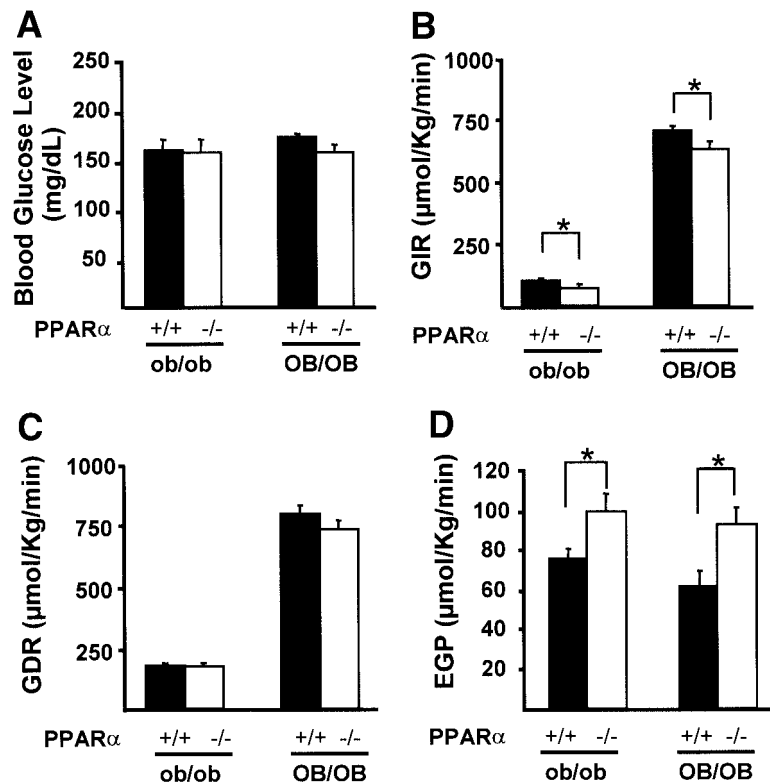 A
Blood Glucose Level
(mg/dL)
250
200
150
100
50
PPARα +/+ -/- +/+ -/-
ob/ob OB/OB
B
GIR (µmol/Kg/min)
1000
750
500
250
*
*
PPARα +/+ -/- +/+ -/-
ob/ob OB/OB
C
GDR (µmol/Kg/min)
1000
750
500
250
PPARα +/+ -/- +/+ -/-
ob/ob OB/OB
D
EGP (µmol/Kg/min)
120
100
80
60
40
20
*
*
PPARα +/+ -/- +/+ -/-
ob/ob OB/OB